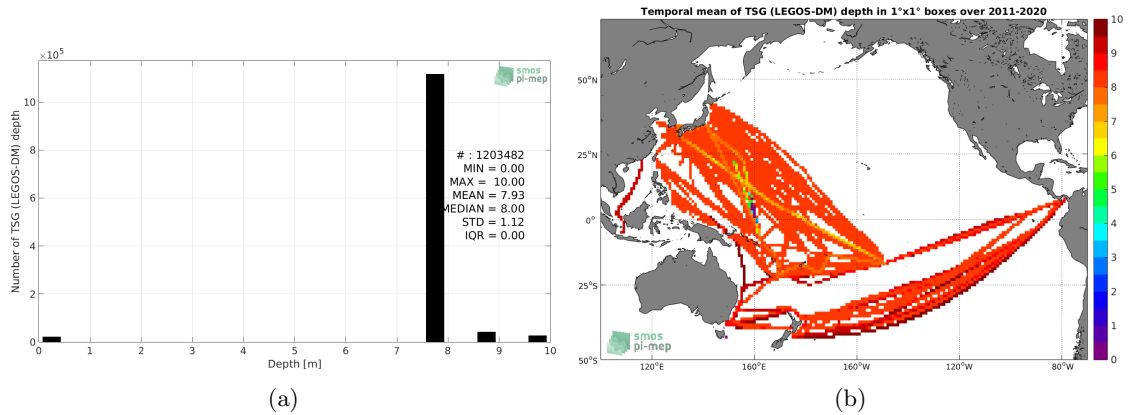 ×10⁵
smos
pi-mep
10
8
6
4
2
0
Number of TSG (LEGOS-DM) depth
# : 1203482
MIN = 0.00
MAX = 10.00
MEAN = 7.93
MEDIAN = 8.00
STD = 1.12
IQR = 0.00
0 1 2 3 4 5 6 7 8 9 10
Depth [m]
(a)
Temporal mean of TSG (LEGOS-DM) depth in 1°x1° boxes over 2011-2020
50°N
25°N
0°
25°S
50°S
120°E 160°E 160°W 120°W 80°W
smos
pi-mep
10
9
8
7
6
5
4
3
2
1
0
(b)